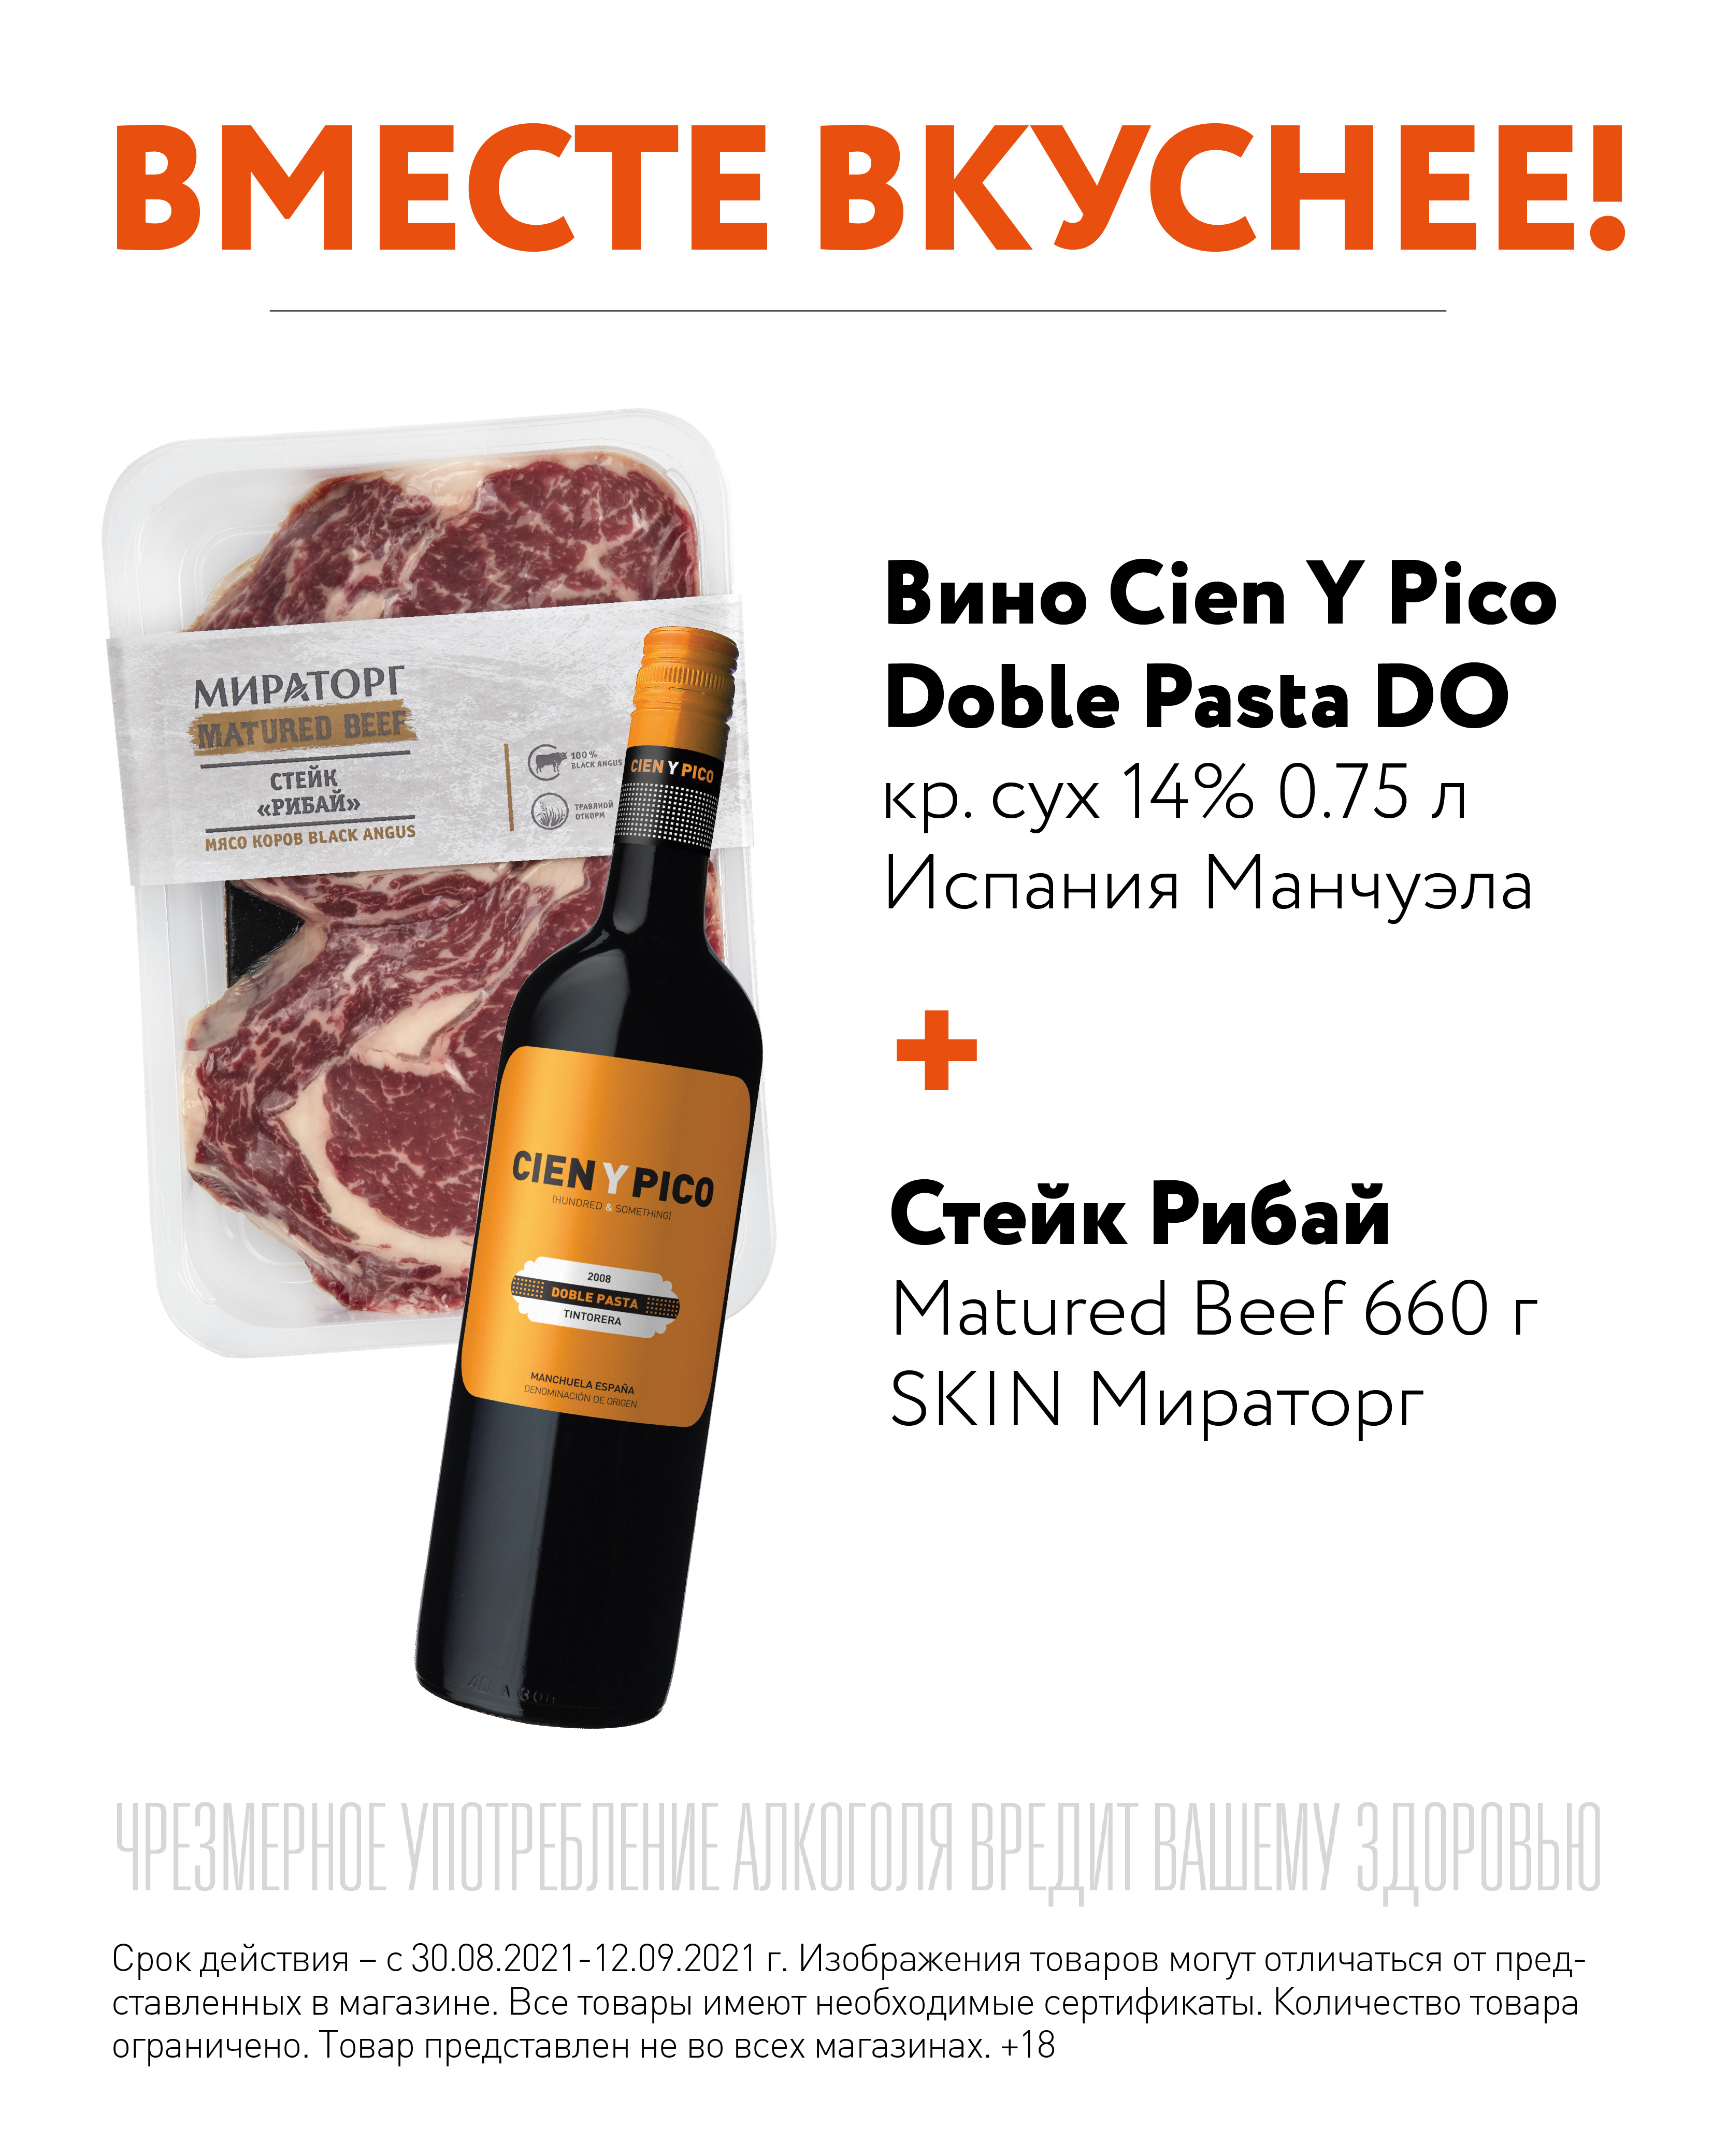 ВМЕСТЕ ВКУСНЕЕ!
МИРАТОРГ
MATURED BEEF
СТЕЙК
«РИБАЙ»
МЯСО КОРОВ BLACK ANGUS
100%
BLACK ANGUS
ТРАВЯНОЙ
ОТКОРМ
CIEN Y PICO
CIEN Y PICO
[HUNDRED & SOMETHING]
2008
DOBLE PASTA
TINTORERA
MANCHUELA ESPAÑA
DENOMINACIÓN DE ORIGEN
Вино Cien Y Pico
Doble Pasta DO
кр. сух 14% 0.75 л
Испания Манчуэла
+
Стейк Рибай
Matured Beef 660 г
SKIN Мираторг
ЧРЕЗМЕРНОЕ УПОТРЕБЛЕНИЕ АЛКОГОЛЯ ВРЕДИТ ВАШЕМУ ЗДОРОВЬЮ
Срок действия – с 30.08.2021-12.09.2021 г. Изображения товаров могут отличаться от пред-
ставленных в магазине. Все товары имеют необходимые сертификаты. Количество товара
ограничено. Товар представлен не во всех магазинах. +18